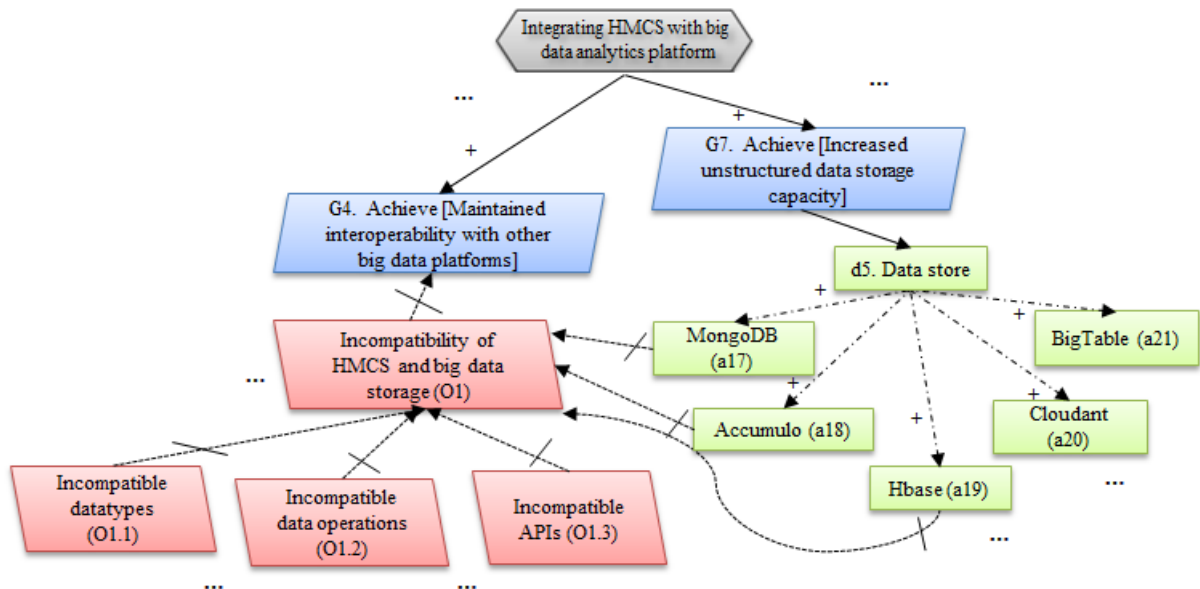 Integrating HMCS with big
data analytics platform
...
...
+
+
G7. Achieve [Increased
unstructured data storage
capacity]
G4. Achieve [Maintained
interoperability with other
big data platforms]
d5. Data store
+
+
+
+
+
MongoDB
(a17)
BigTable (a21)
Incompatibility of
HMCS and big data
storage (O1)
...
Accumulo (a18)
Cloudant
(a20)
...
Hbase (a19)
...
Incompatible
datatypes
(O1.1)
Incompatible
data operations
(O1.2)
Incompatible
APIs (O1.3)
...
...